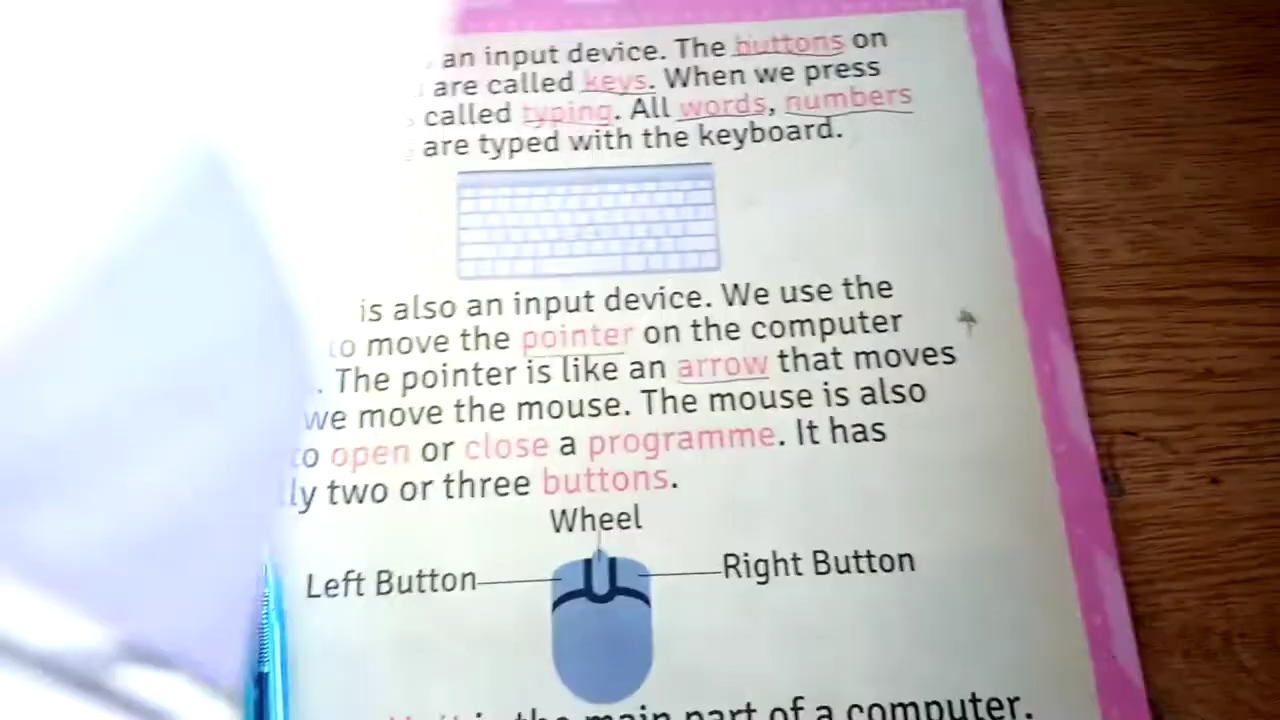 an input device. The buttons on
are called keys. When we press
called typing. All words, numbers
are typed with the keyboard.
is also an input device. We use the
to move the pointer on the computer
. The pointer is like an arrow that moves
we move the mouse. The mouse is also
to open or close a programme. It has
ly two or three buttons.
Wheel
Left Button
Right Button
is the main part of a computer.